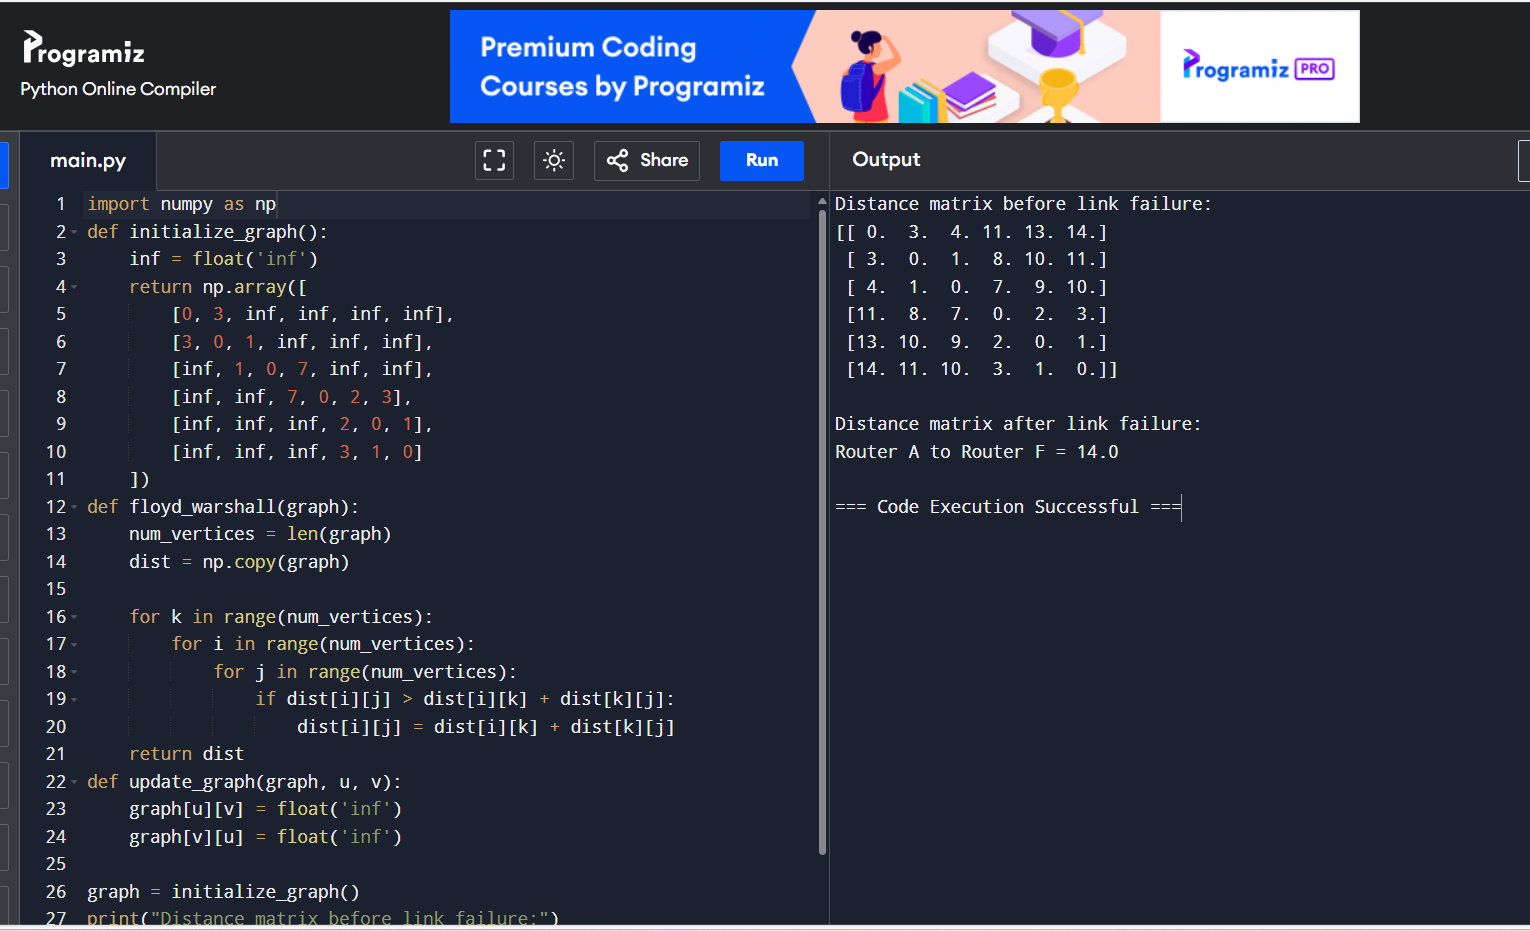 Programiz
Python Online Compiler
Premium Coding
Courses by Programiz
Programiz PRO
main.py
Share
Run
Output
1 import numpy as np
2 def initialize_graph():
3     inf = float('inf')
4     return np.array([
5         [0, 3, inf, inf, inf, inf],
6         [3, 0, 1, inf, inf, inf],
7         [inf, 1, 0, 7, inf, inf],
8         [inf, inf, 7, 0, 2, 3],
9         [inf, inf, inf, 2, 0, 1],
10         [inf, inf, inf, 3, 1, 0]
11     ])
12 def floyd_warshall(graph):
13     num_vertices = len(graph)
14     dist = np.copy(graph)
15
16     for k in range(num_vertices):
17         for i in range(num_vertices):
18             for j in range(num_vertices):
19                 if dist[i][j] > dist[i][k] + dist[k][j]:
20                     dist[i][j] = dist[i][k] + dist[k][j]
21     return dist
22 def update_graph(graph, u, v):
23     graph[u][v] = float('inf')
24     graph[v][u] = float('inf')
25
26 graph = initialize_graph()
27 print("Distance matrix before link failure:")
Distance matrix before link failure:
[[ 0.  3.  4. 11. 13. 14.]
 [ 3.  0.  1.  8. 10. 11.]
 [ 4.  1.  0.  7.  9. 10.]
 [11.  8.  7.  0.  2.  3.]
 [13. 10.  9.  2.  0.  1.]
 [14. 11. 10.  3.  1.  0.]]
Distance matrix after link failure:
Router A to Router F = 14.0
=== Code Execution Successful ===